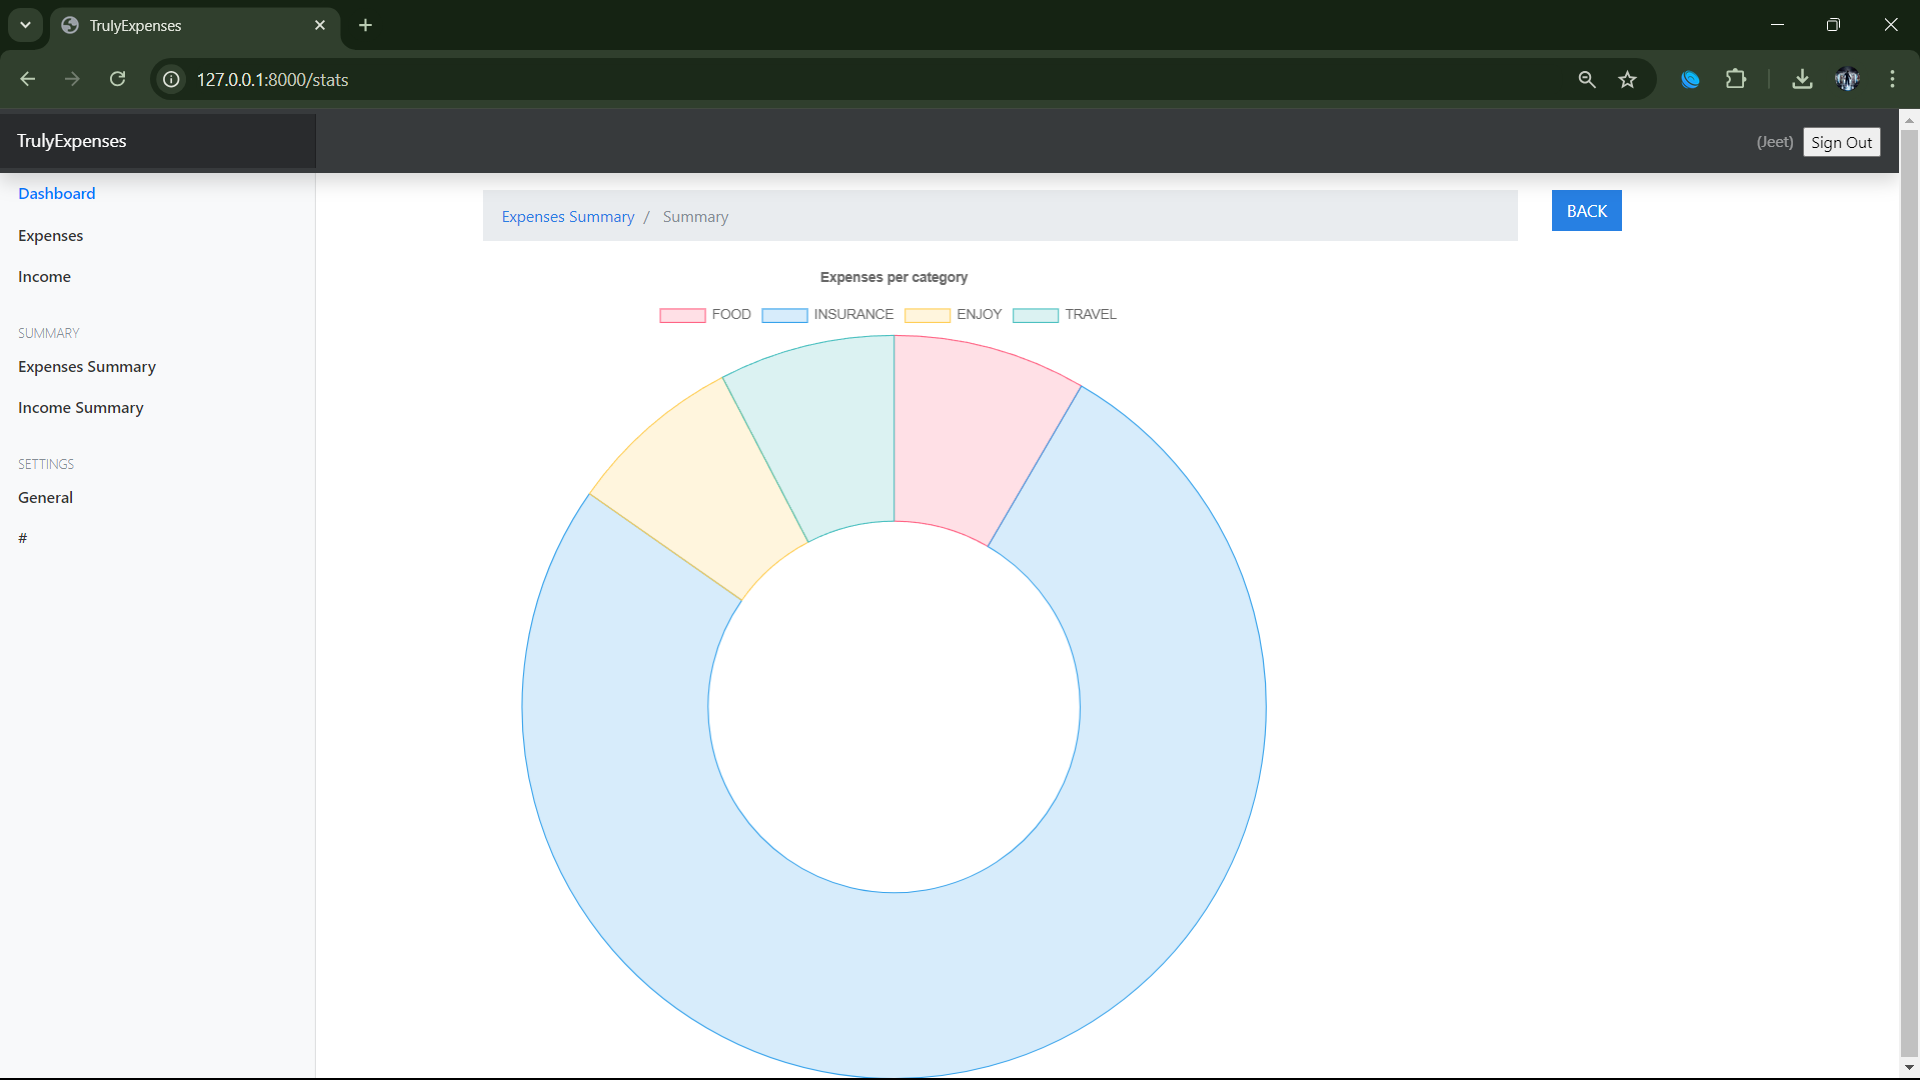 TrulyExpenses
127.0.0.1:8000/stats
TrulyExpenses
(Jeet) Sign Out
Dashboard
Expenses
Income
SUMMARY
Expenses Summary
Income Summary
SETTINGS
General
#
Expenses Summary / Summary
BACK
Expenses per category
FOOD INSURANCE ENJOY TRAVEL